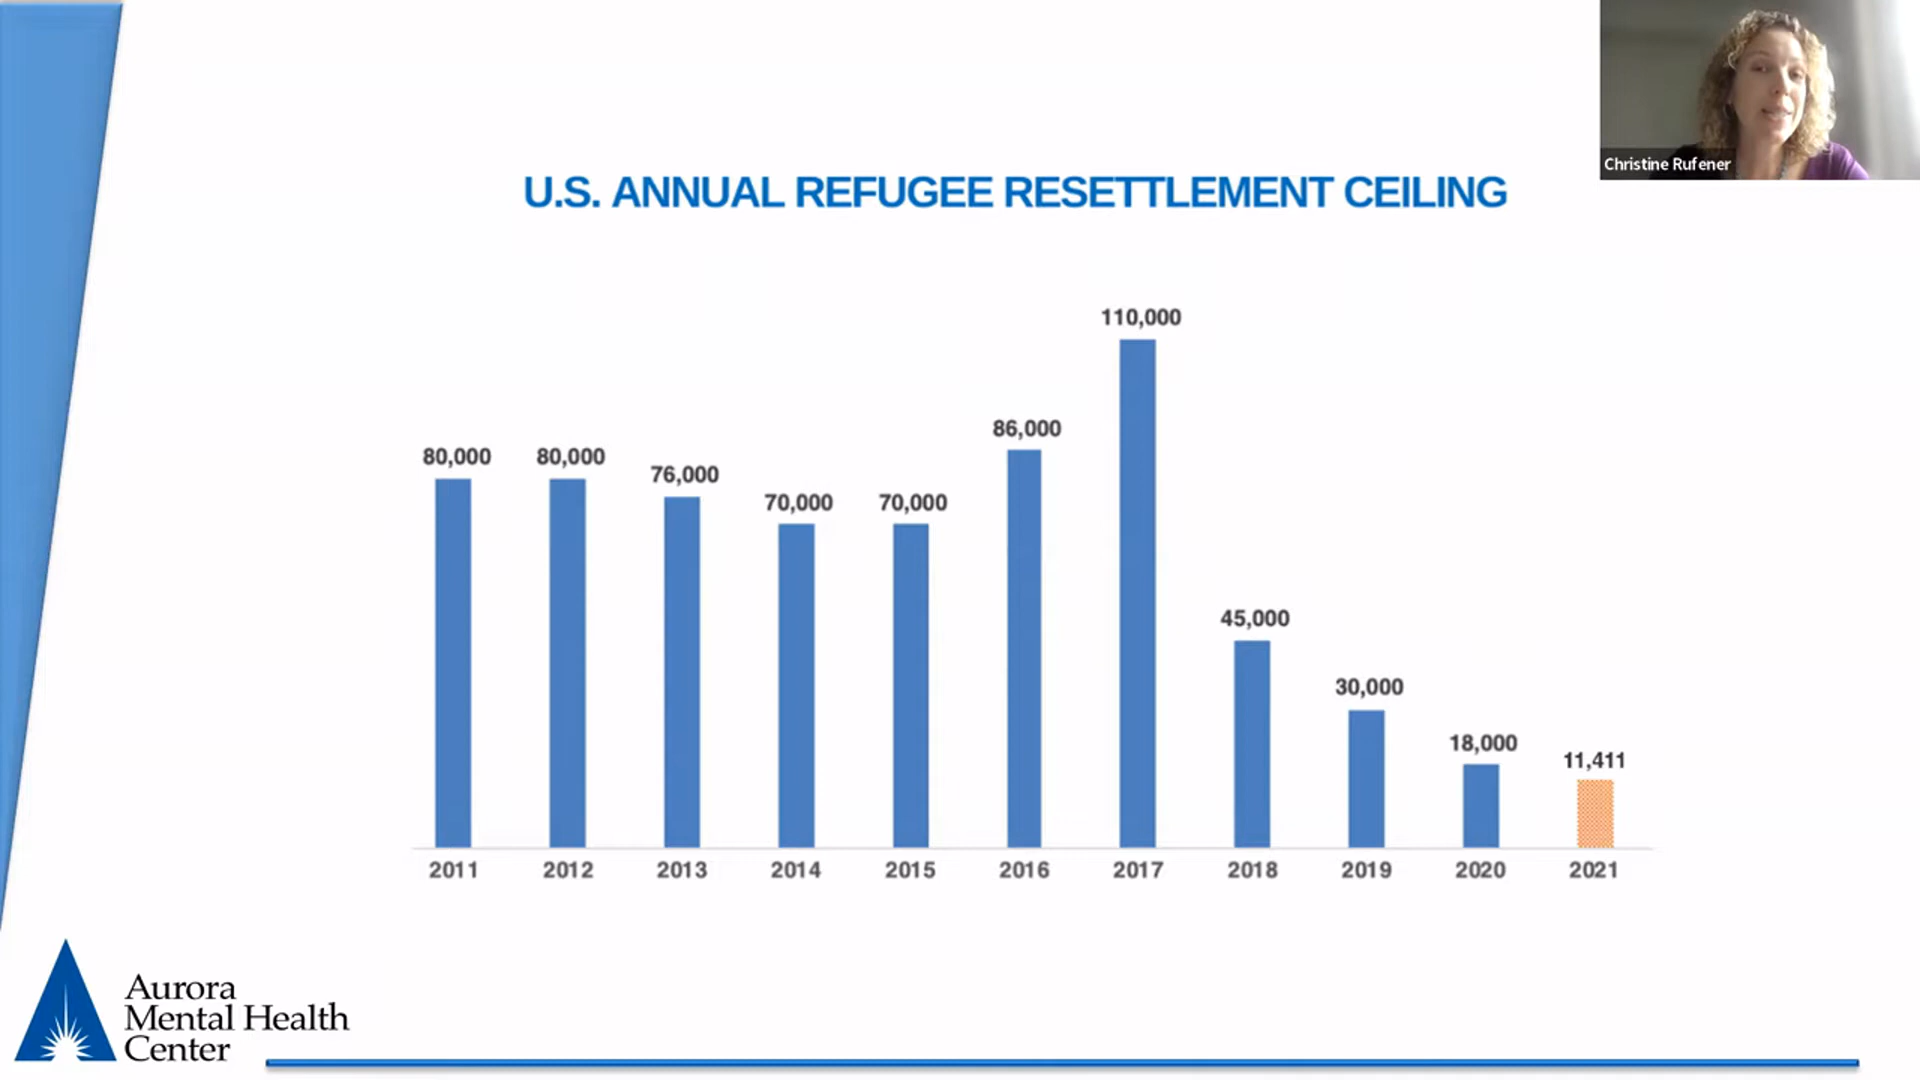 Christine Rufener
U.S. ANNUAL REFUGEE RESETTLEMENT CEILING
110,000
86,000
80,000 80,000
76,000
70,000 70,000
45,000
30,000
18,000
11,411
2011 2012 2013 2014 2015 2016 2017 2018 2019 2020 2021
Aurora
Mental Health
Center